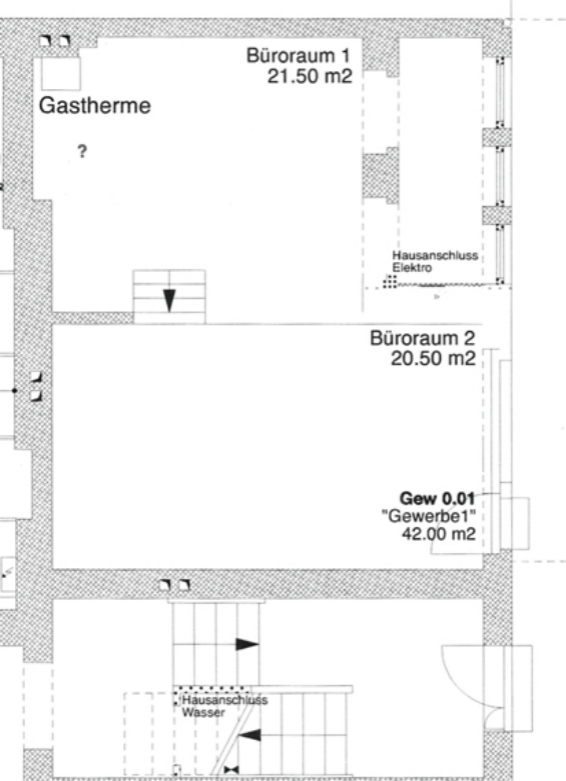 Büroraum 1
21.50 m2
Gastherme
?
Hausanschluss
Elektro
Büroraum 2
20.50 m2
Gew 0.01
"Gewerbe1"
42.00 m2
Hausanschluss
Wasser